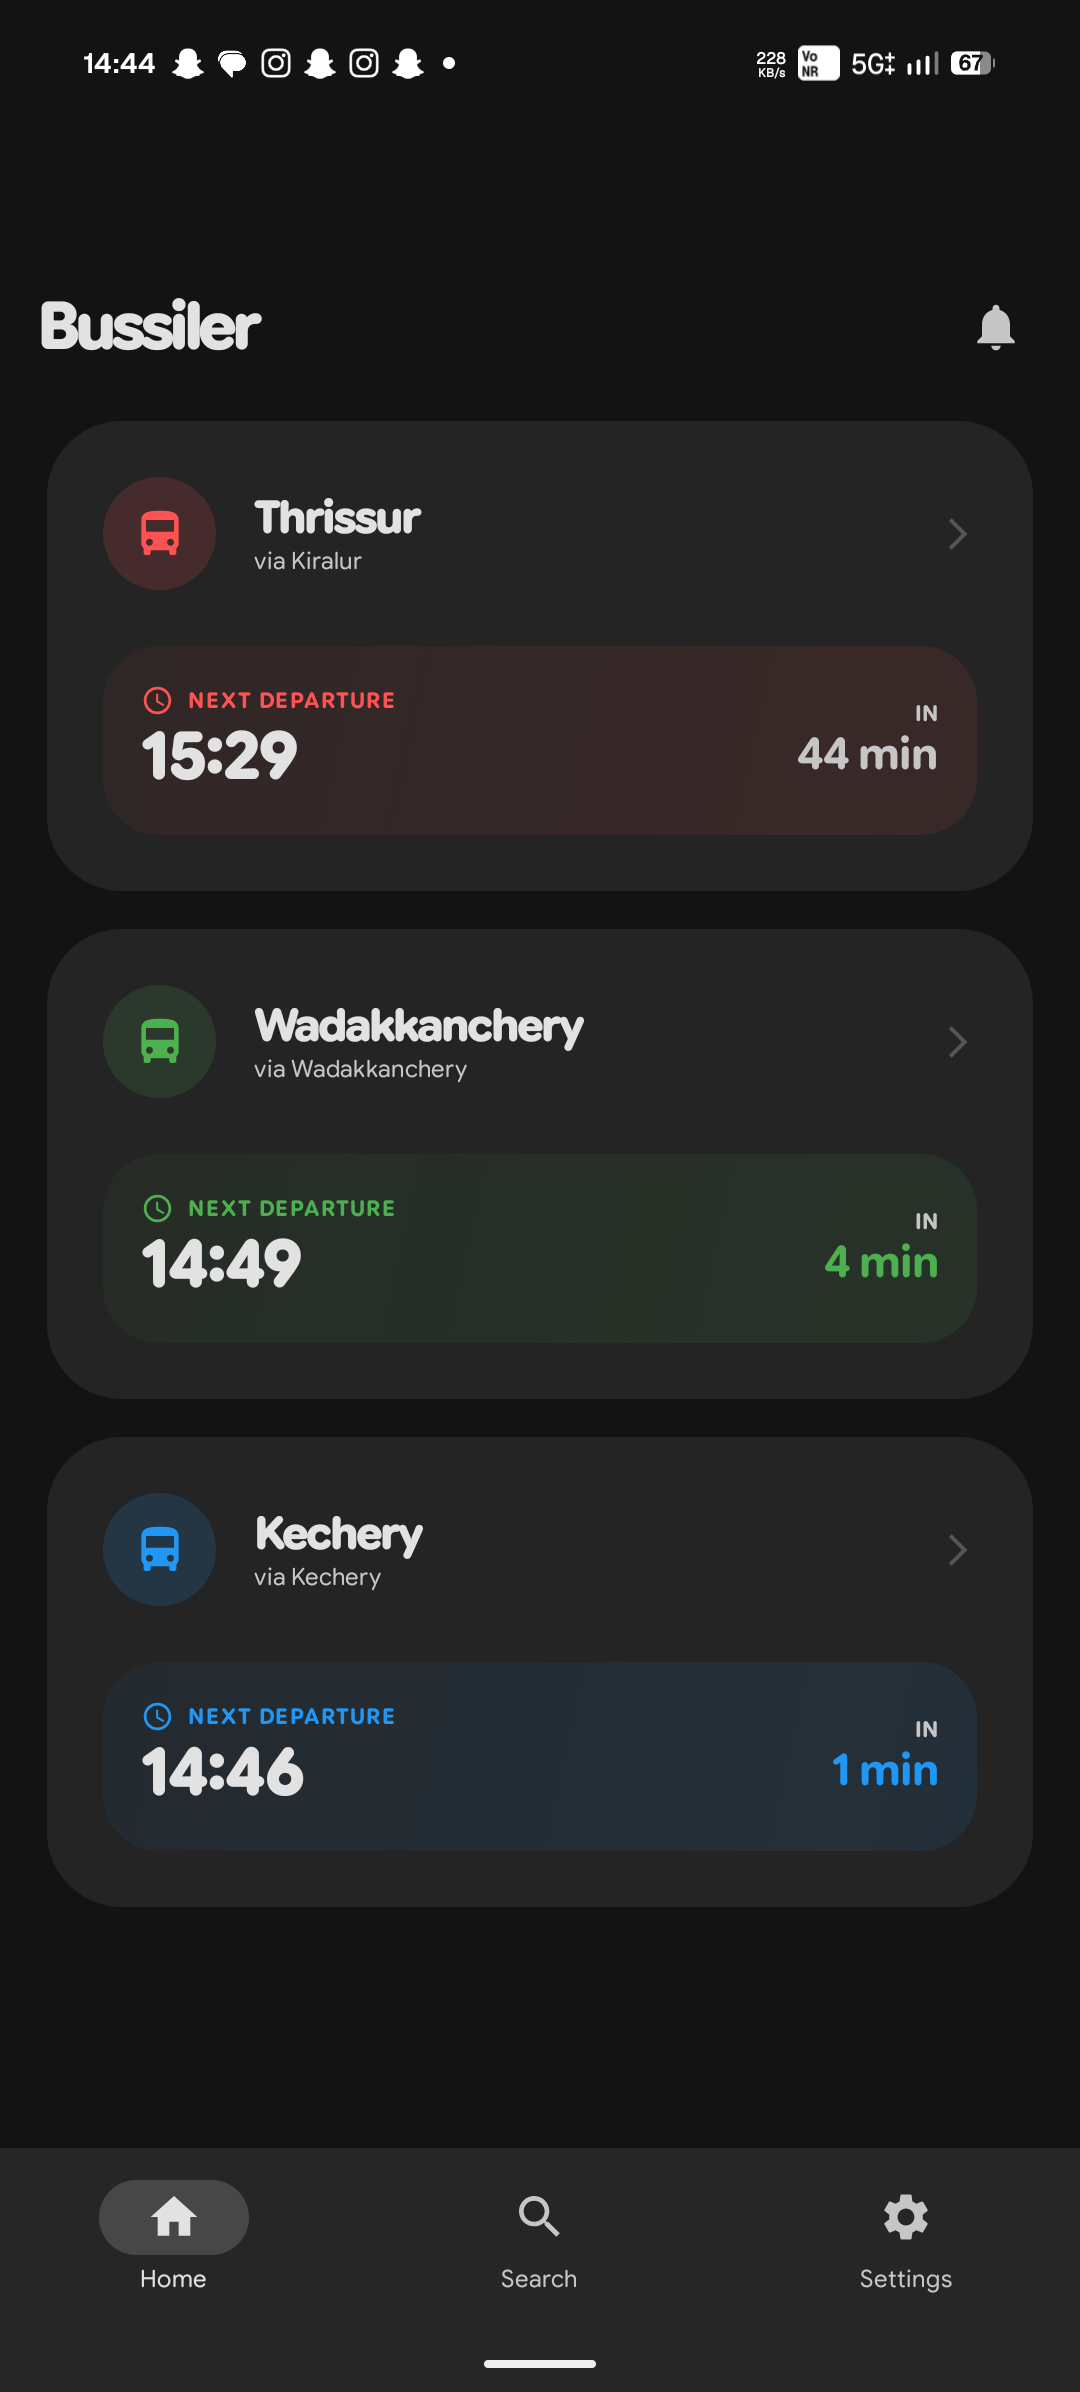 14:44
228 KB/s
Vo NR
5G‡
67
Bussiler
Thrissur
via Kiralur
NEXT DEPARTURE
15:29
IN
44 min
Wadakkanchery
via Wadakkanchery
NEXT DEPARTURE
14:49
IN
4 min
Kechery
via Kechery
NEXT DEPARTURE
14:46
IN
1 min
Home
Search
Settings